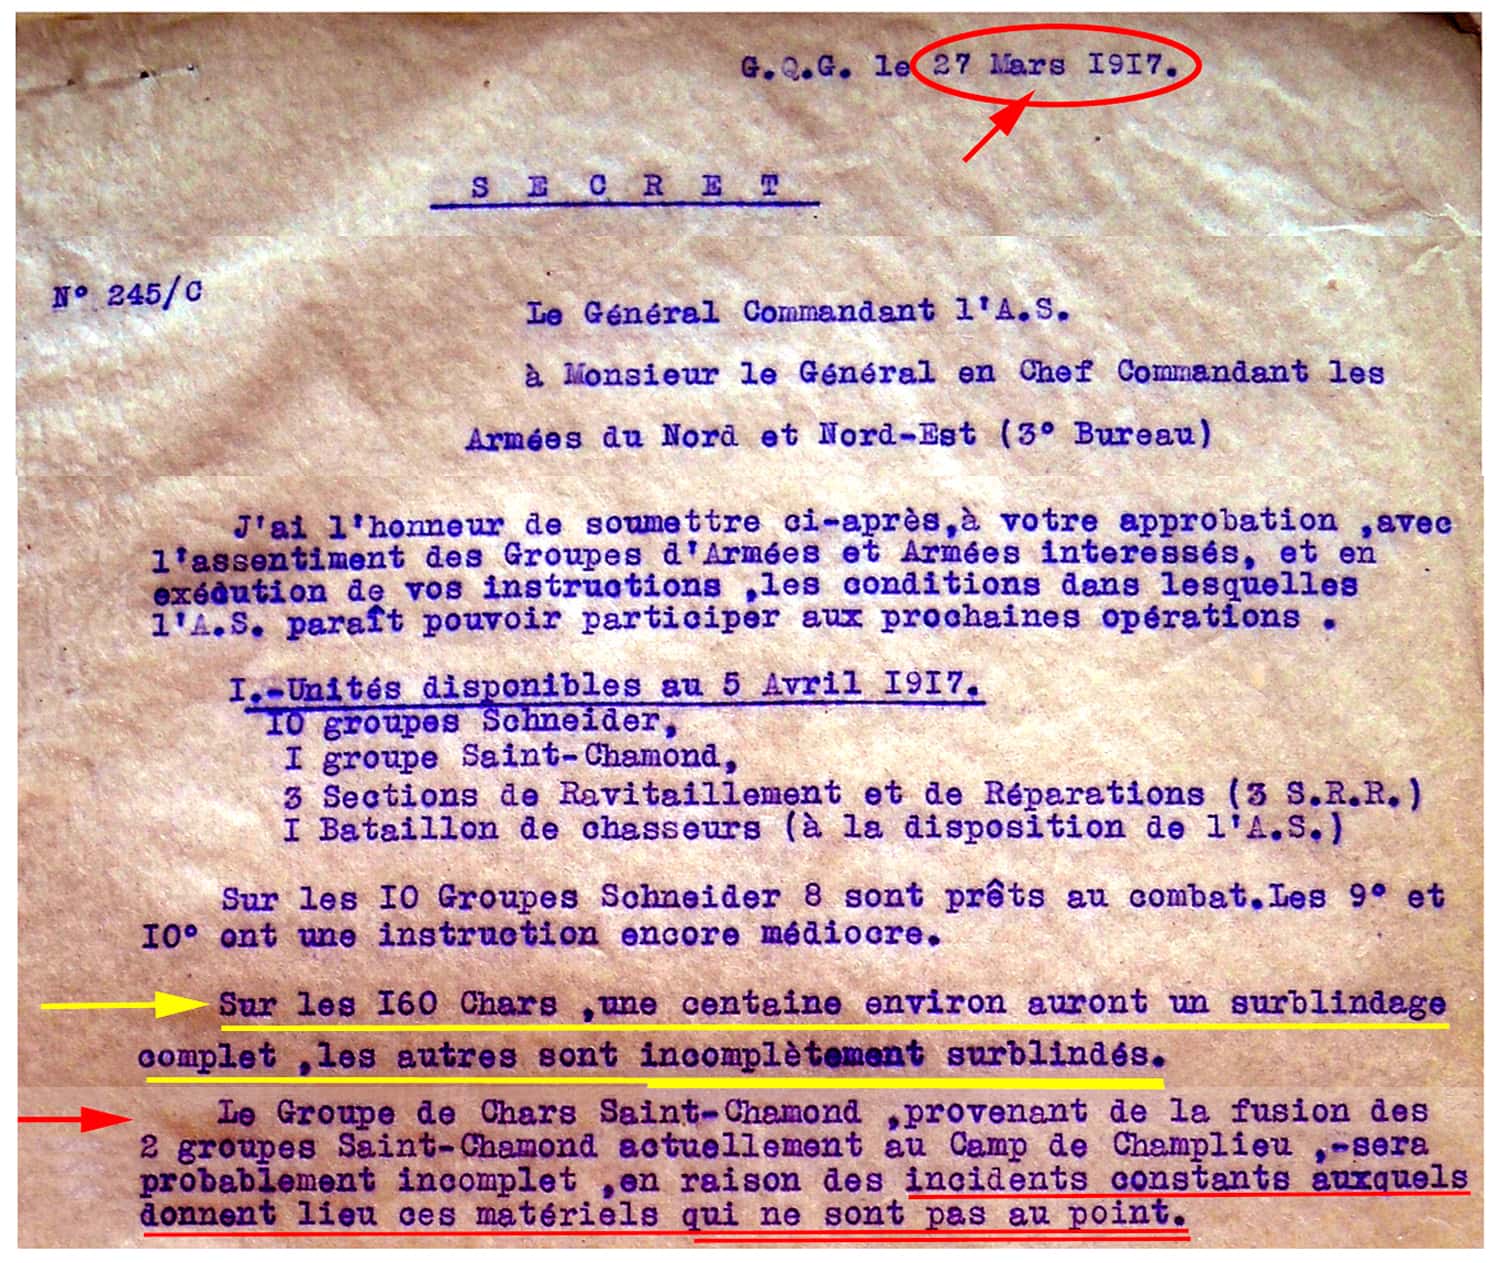 G.Q.G. le 27 Mars I9I7.
S E C R E T
N° 245/C
Le Général Commandant l'A.S.
à Monsieur le Général en Chef Commandant les
Armées du Nord et Nord-Est (3° Bureau)
J'ai l'honneur de soumettre ci-après,à votre approbation ,avec
l'assentiment des Groupes d'Armées et Armées interessés, et en
exécution de vos instructions ,les conditions dans lesquelles
l'A.S. paraît pouvoir participer aux prochaines opérations .
I.-Unités disponibles au 5 Avril I9I7.
IO groupes Schneider,
I groupe Saint-Chamond,
3 Sections de Ravitaillement et de Réparations (3 S.R.R.)
I Bataillon de chasseurs (à la disposition de l'A.S.)
Sur les IO Groupes Schneider 8 sont prêts au combat.Les 9° et
IO° ont une instruction encore médiocre.
Sur les I60 Chars ,une centaine environ auront un surblindage
complet ,les autres sont incomplètement surblindés.
Le Groupe de Chars Saint-Chamond ,provenant de la fusion des
2 groupes Saint-Chamond actuellement au Camp de Champlieu ,-sera
probablement incomplet ,en raison des incidents constants auxquels
donnent lieu ces matériels qui ne sont pas au point.